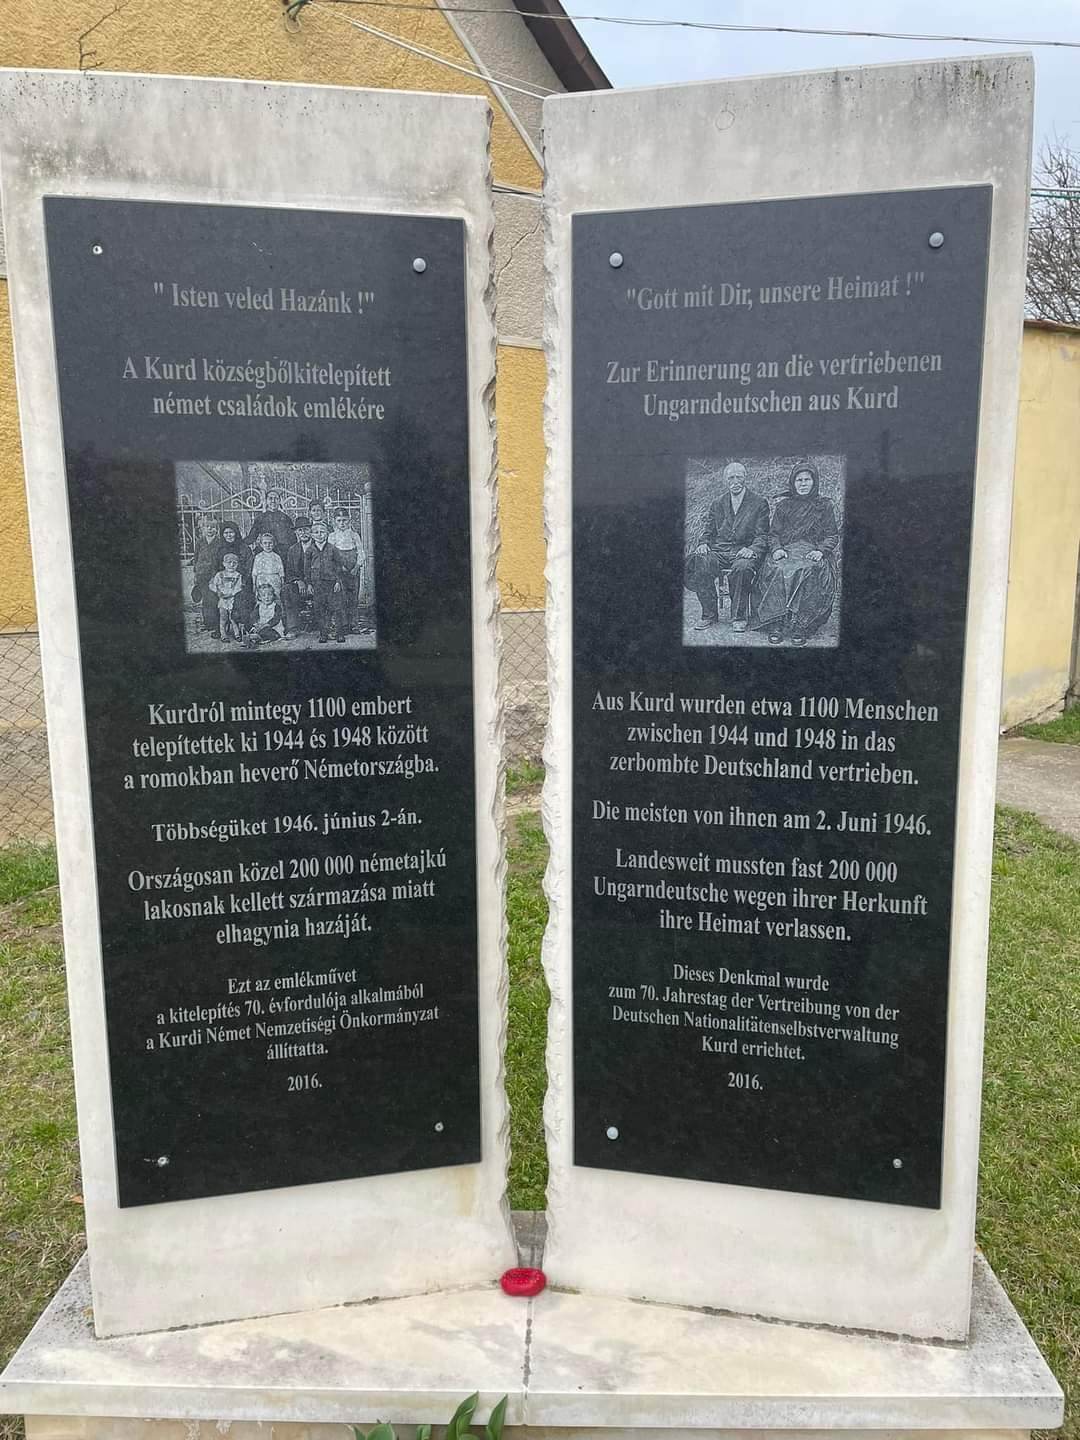 " Isten veled Hazánk !"
A Kurd községbőlkitelepített
német családok emlékére
Kurdról mintegy 1100 embert
telepítettek ki 1944 és 1948 között
a romokban heverő Németországba.
Többségüket 1946. június 2-án.
Országosan közel 200 000 németajkú
lakosnak kellett származása miatt
elhagynia hazáját.
Ezt az emlékművet
a kitelepítés 70. évfordulója alkalmából
a Kurdi Német Nemzetiségi Önkormányzat
állíttatta.
2016.
"Gott mit Dir, unsere Heimat !"
Zur Erinnerung an die vertriebenen
Ungarndeutschen aus Kurd
Aus Kurd wurden etwa 1100 Menschen
zwischen 1944 und 1948 in das
zerbombte Deutschland vertrieben.
Die meisten von ihnen am 2. Juni 1946.
Landesweit mussten fast 200 000
Ungarndeutsche wegen ihrer Herkunft
ihre Heimat verlassen.
Dieses Denkmal wurde
zum 70. Jahrestag der Vertreibung von der
Deutschen Nationalitätenselbstverwaltung
Kurd errichtet.
2016.